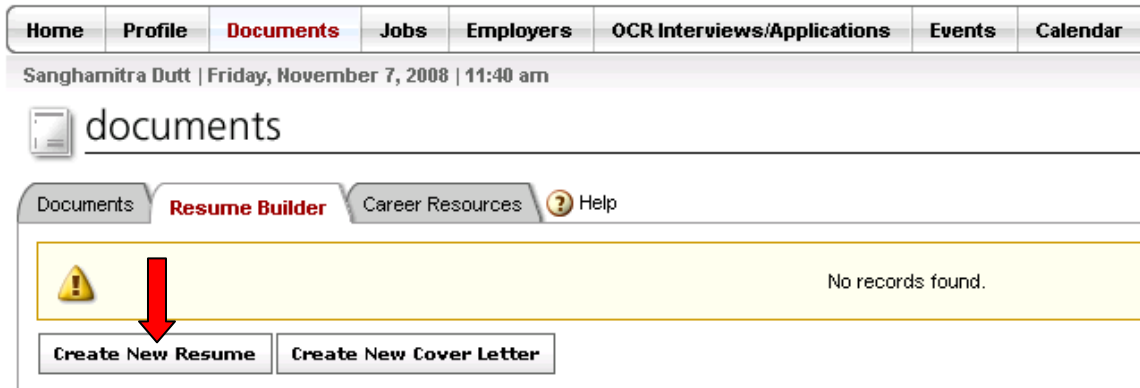 Home Profile Documents Jobs Employers OCR Interviews/Applications Events Calendar
Sanghamitra Dutt | Friday, November 7, 2008 | 11:40 am
documents
Documents Resume Builder Career Resources ? Help
No records found.
Create New Resume Create New Cover Letter